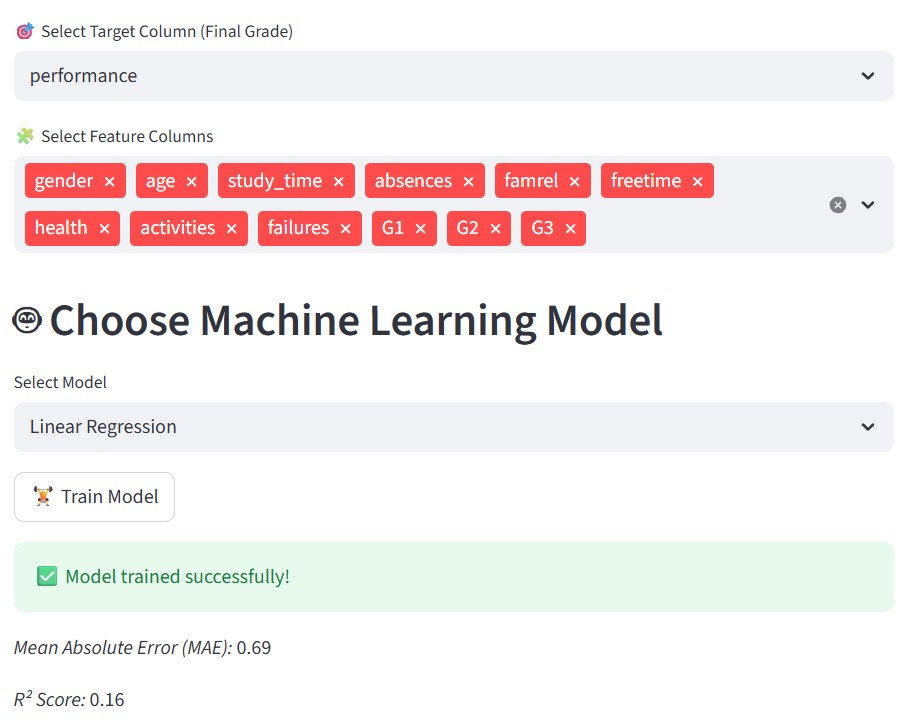 🎯 Select Target Column (Final Grade)
performance
🧩 Select Feature Columns
gender × age × study_time × absences × famrel × freetime ×
health × activities × failures × G1 × G2 × G3 ×
Choose Machine Learning Model
Select Model
Linear Regression
🏋️ Train Model
✅ Model trained successfully!
Mean Absolute Error (MAE): 0.69
R² Score: 0.16